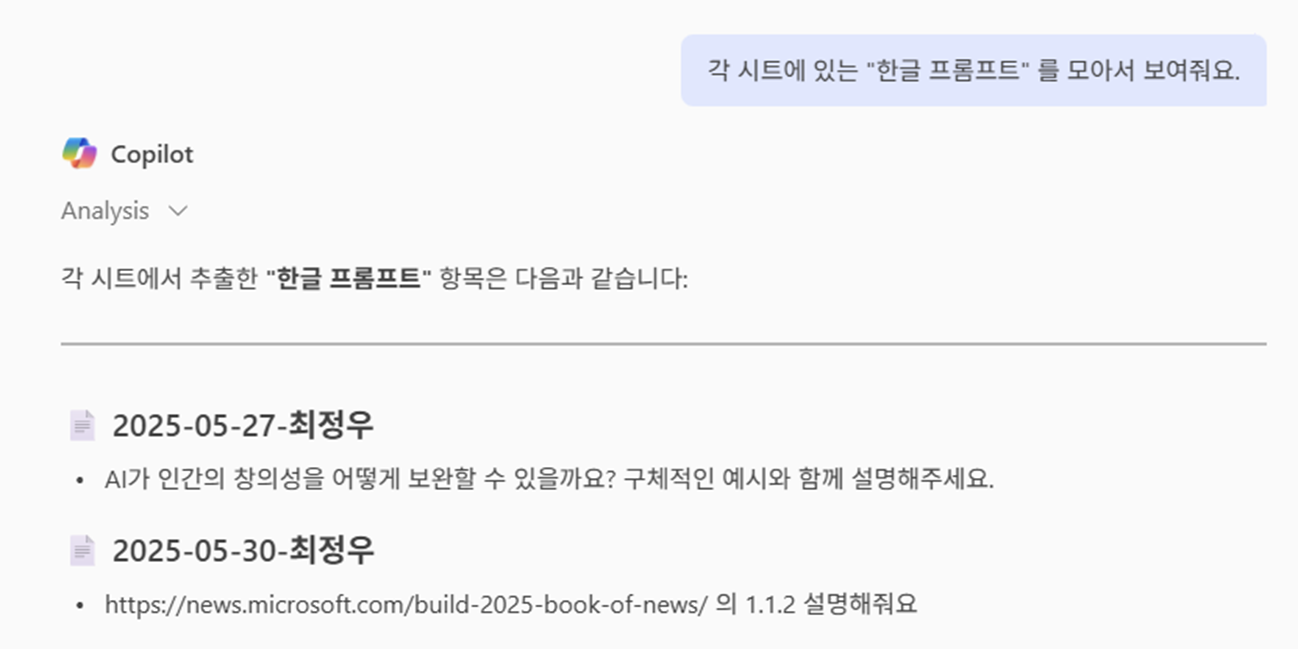 각 시트에 있는 "한글 프롬프트" 를 모아서 보여줘요.
Copilot
Analysis
각 시트에서 추출한 "한글 프롬프트" 항목은 다음과 같습니다:
2025-05-27-최정우
• AI가 인간의 창의성을 어떻게 보완할 수 있을까요? 구체적인 예시와 함께 설명해주세요.
2025-05-30-최정우
• https://news.microsoft.com/build-2025-book-of-news/ 의 1.1.2 설명해줘요